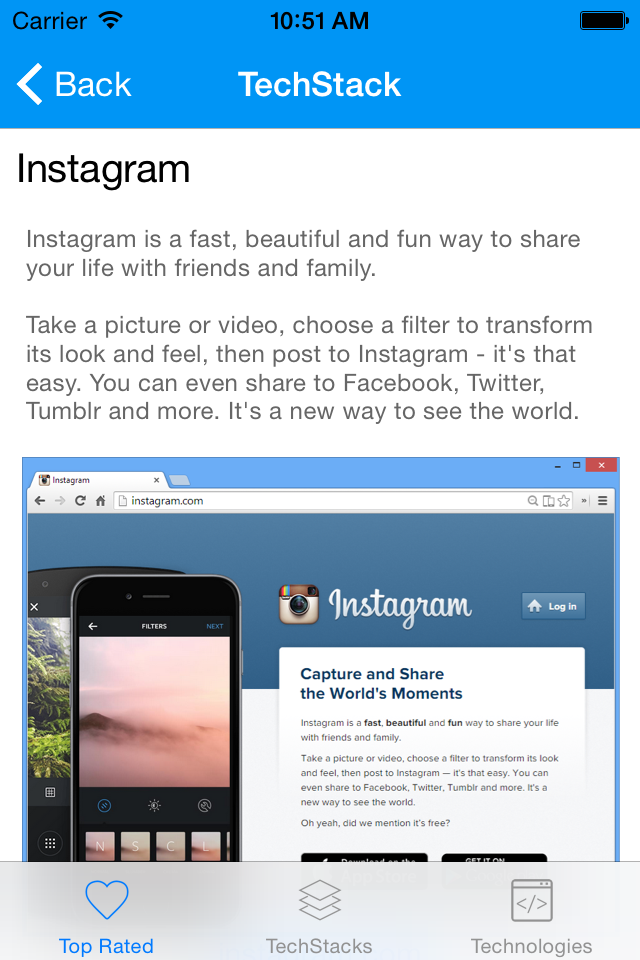 Carrier 10:51 AM
Back TechStack
Instagram
Instagram is a fast, beautiful and fun way to share
your life with friends and family.
Take a picture or video, choose a filter to transform
its look and feel, then post to Instagram - it's that
easy. You can even share to Facebook, Twitter,
Tumblr and more. It's a new way to see the world.
Instagram
instagram.com
Instagram Log in
FILTERS NEXT
Capture and Share
the World's Moments
Instagram is a fast, beautiful and fun way to share your life
with friends and family.
Take a picture or video, choose a filter to transform its look
and feel, then post to Instagram — it's that easy. You can
even share to Facebook, Twitter, Tumblr and more. It's a
new way to see the world.
Oh yeah, did we mention it's free?
N S C L
Download on the GET IT ON
Top Rated TechStacks Technologies